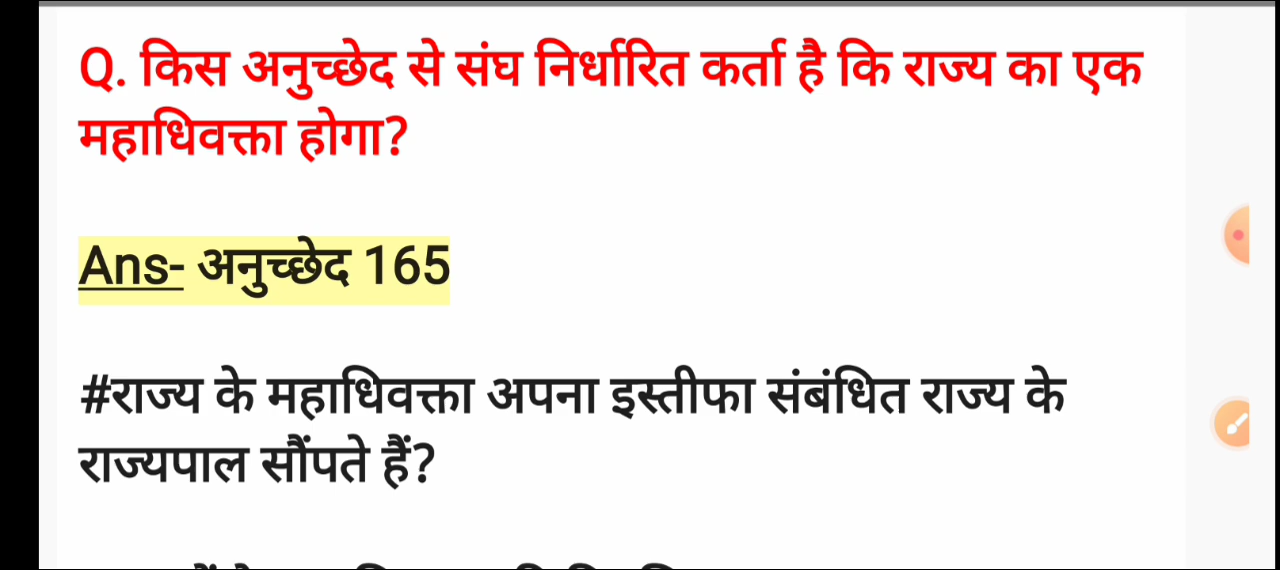 Q. किस अनुच्छेद से संघ निर्धारित कर्ता है कि राज्य का एक
महाधिवक्ता होगा?
Ans- अनुच्छेद 165
#राज्य के महाधिवक्ता अपना इस्तीफा संबंधित राज्य के
राज्यपाल सौंपते हैं?